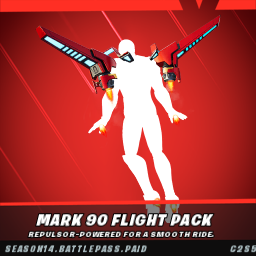 MARK 90 FLIGHT PACK
REPULSOR-POWERED FOR A SMOOTH RIDE.
SEASON14.BATTLEPASS.PAID C2S5